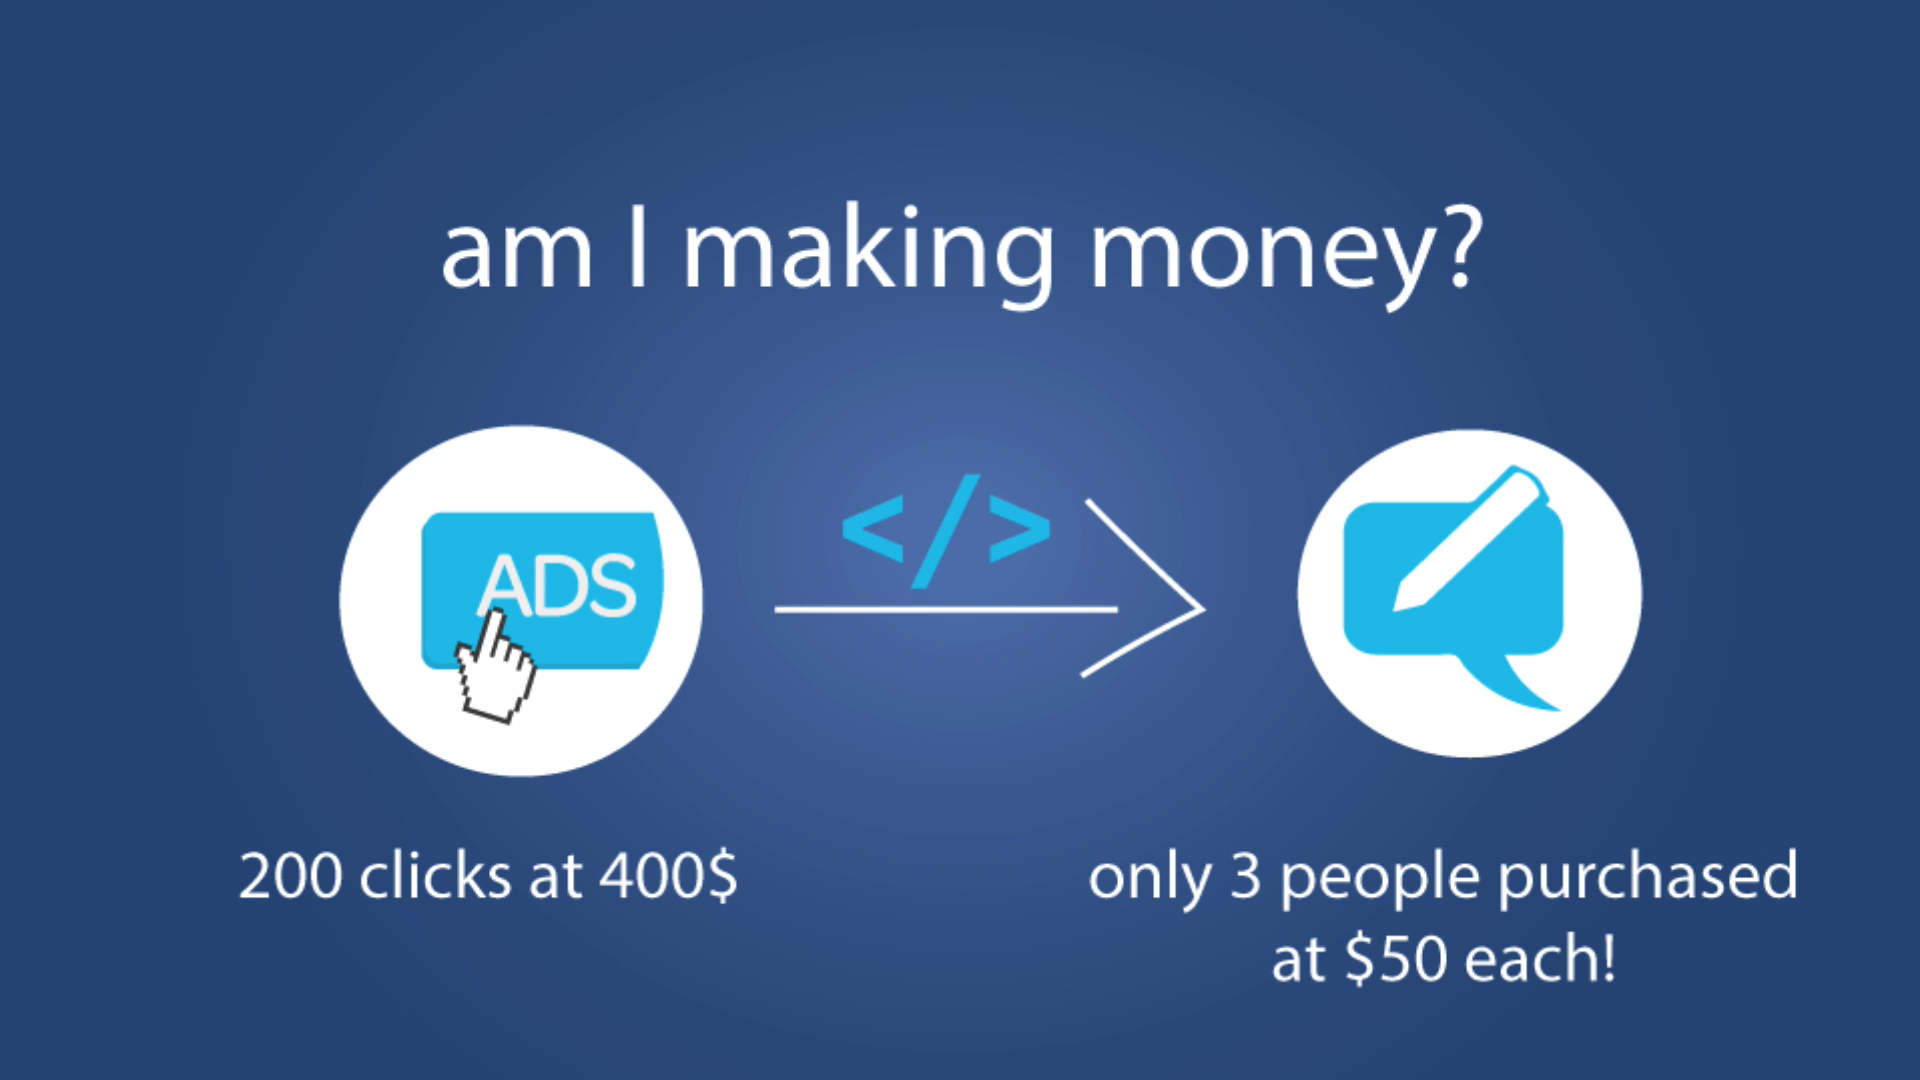 am I making money?
</>
ADS
200 clicks at 400$
only 3 people purchased
at $50 each!